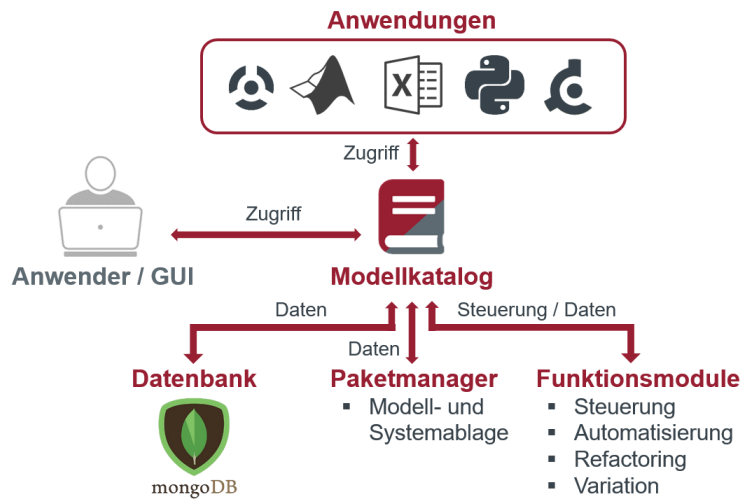 Anwendungen
X
Zugriff
Zugriff
Anwender / GUI
Modellkatalog
Daten
Steuerung / Daten
Daten
Datenbank
Paketmanager
Funktionsmodule
▪ Modell- und
Systemablage
▪ Steuerung
▪ Automatisierung
▪ Refactoring
▪ Variation
mongoDB